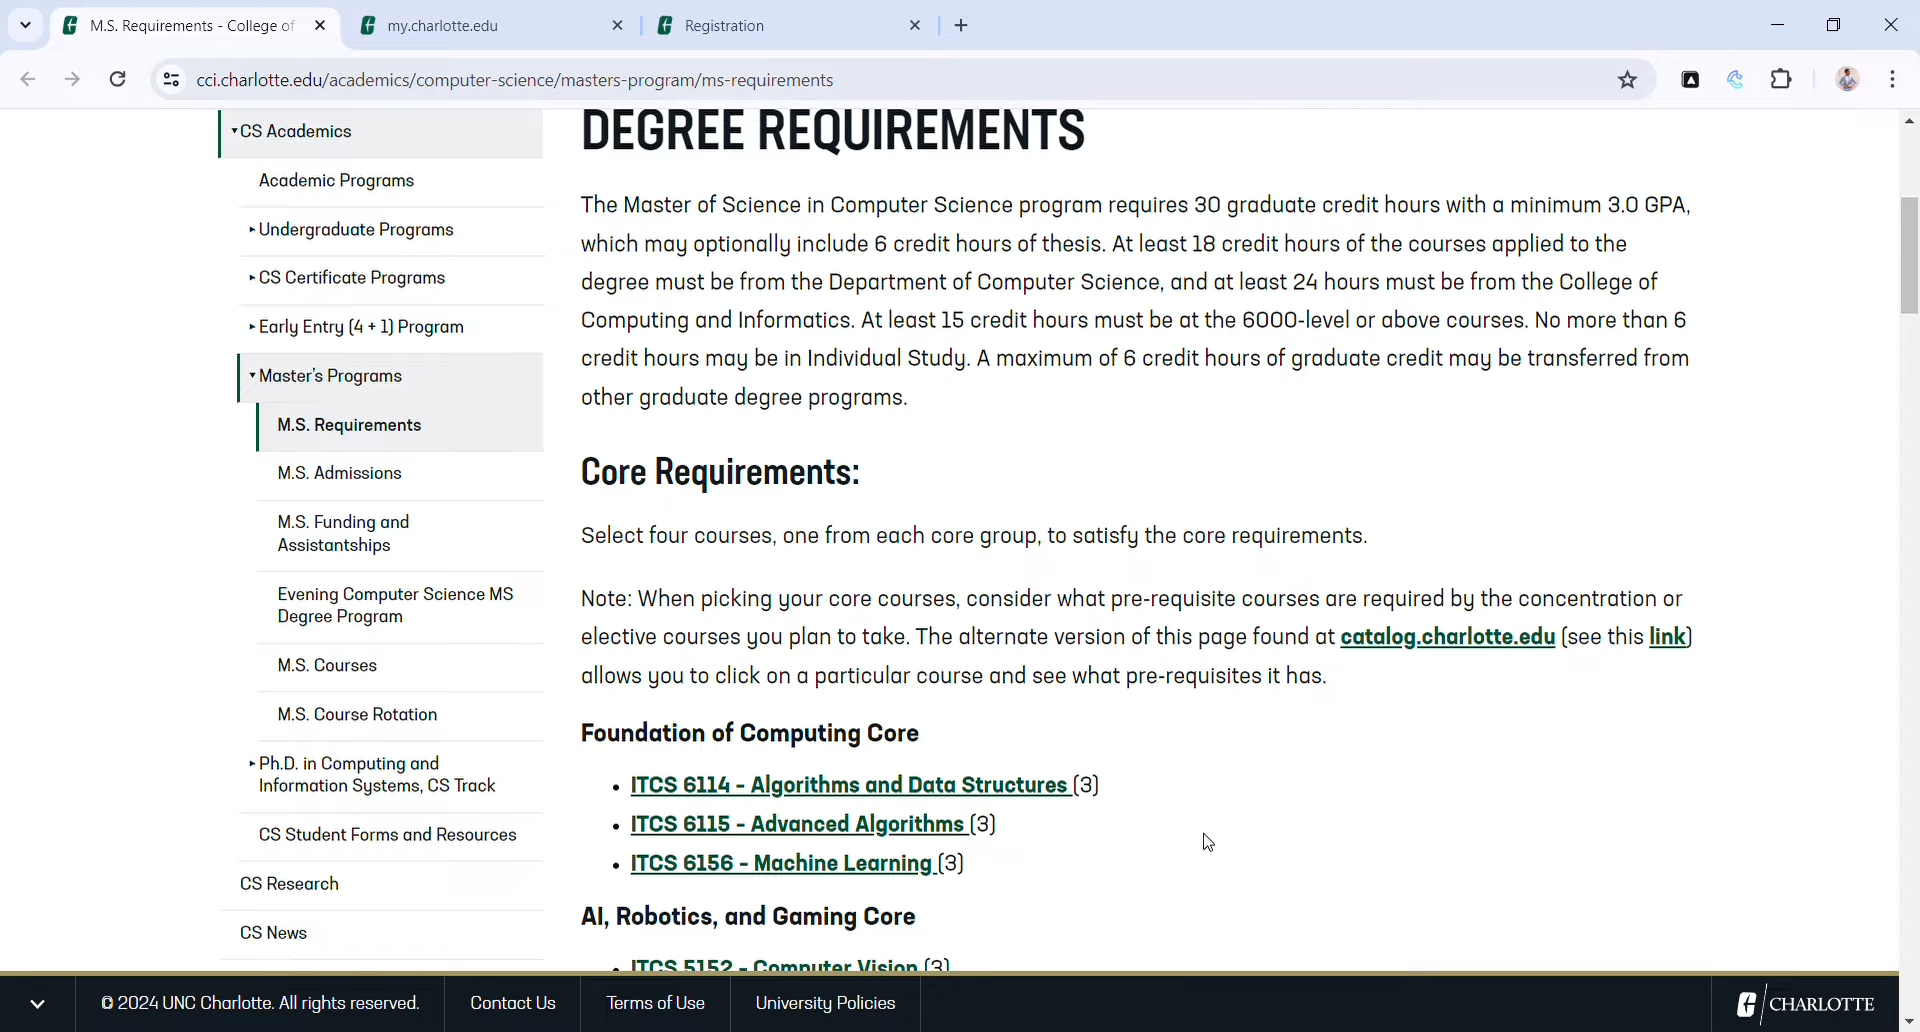 M.S. Requirements - College of
my.charlotte.edu
Registration
cci.charlotte.edu/academics/computer-science/masters-program/ms-requirements
CS Academics
Academic Programs
Undergraduate Programs
CS Certificate Programs
Early Entry (4 + 1) Program
Master's Programs
M.S. Requirements
M.S. Admissions
M.S. Funding and
Assistantships
Evening Computer Science MS
Degree Program
M.S. Courses
M.S. Course Rotation
Ph.D. in Computing and
Information Systems, CS Track
CS Student Forms and Resources
CS Research
CS News
DEGREE REQUIREMENTS
The Master of Science in Computer Science program requires 30 graduate credit hours with a minimum 3.0 GPA,
which may optionally include 6 credit hours of thesis. At least 18 credit hours of the courses applied to the
degree must be from the Department of Computer Science, and at least 24 hours must be from the College of
Computing and Informatics. At least 15 credit hours must be at the 6000-level or above courses. No more than 6
credit hours may be in Individual Study. A maximum of 6 credit hours of graduate credit may be transferred from
other graduate degree programs.
Core Requirements:
Select four courses, one from each core group, to satisfy the core requirements.
Note: When picking your core courses, consider what pre-requisite courses are required by the concentration or
elective courses you plan to take. The alternate version of this page found at catalog.charlotte.edu (see this link)
allows you to click on a particular course and see what pre-requisites it has.
Foundation of Computing Core
• ITCS 6114 - Algorithms and Data Structures (3)
• ITCS 6115 - Advanced Algorithms (3)
• ITCS 6156 - Machine Learning (3)
AI, Robotics, and Gaming Core
• ITCS 5152 - Computer Vision (3)
© 2024 UNC Charlotte. All rights reserved.
Contact Us
Terms of Use
University Policies
CHARLOTTE